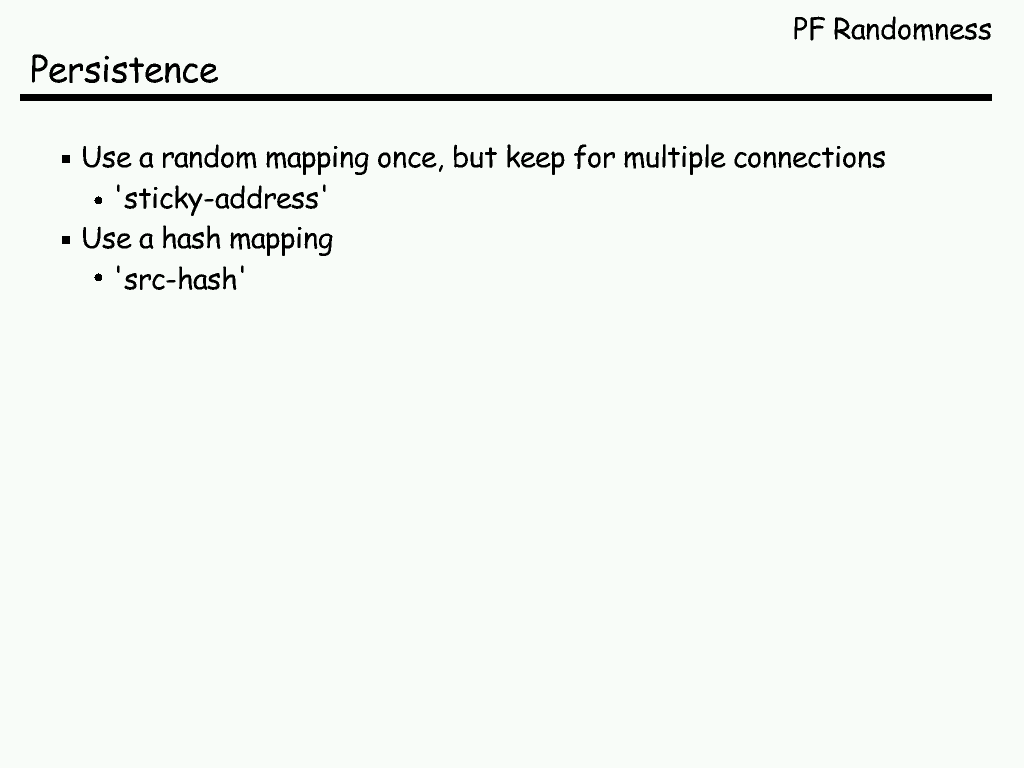 PF Randomness
Persistence
▪ Use a random mapping once, but keep for multiple connections
• 'sticky-address'
▪ Use a hash mapping
• 'src-hash'